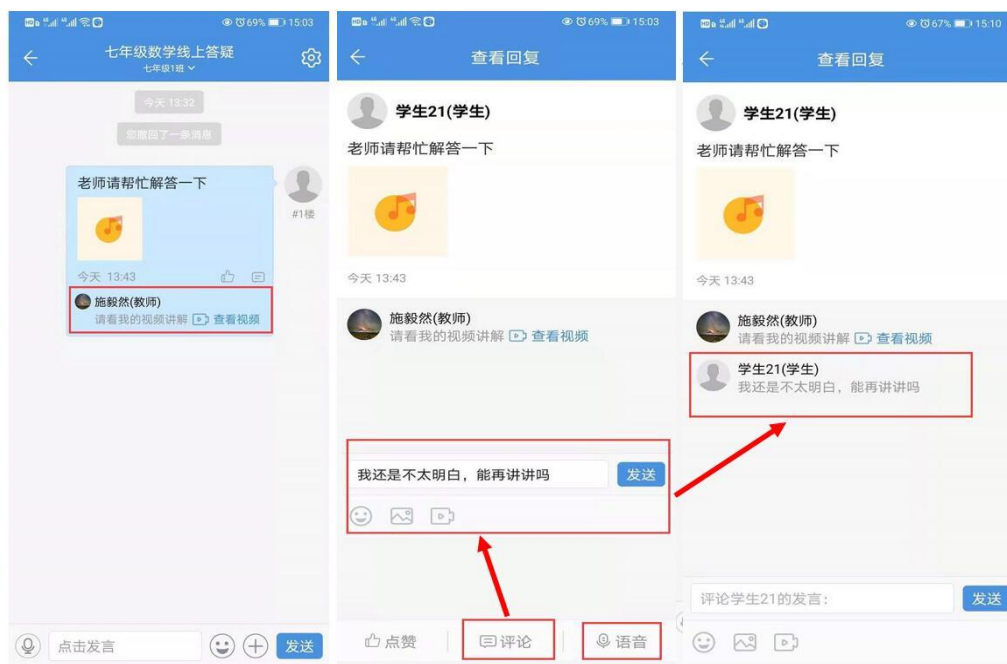 69% 15:03
七年级数学线上答疑
七年级1班
今天 13:32
您撤回了一条消息
老师请帮忙解答一下
#1楼
今天 13:43
施毅然(教师)
请看我的视频讲解 查看视频
点击发言
发送
69% 15:03
查看回复
学生21(学生)
老师请帮忙解答一下
今天 13:43
施毅然(教师)
请看我的视频讲解 查看视频
我还是不太明白，能再讲讲吗
发送
点赞
评论
语音
67% 15:10
查看回复
学生21(学生)
老师请帮忙解答一下
今天 13:43
施毅然(教师)
请看我的视频讲解 查看视频
学生21(学生)
我还是不太明白，能再讲讲吗
评论学生21的发言：
发送